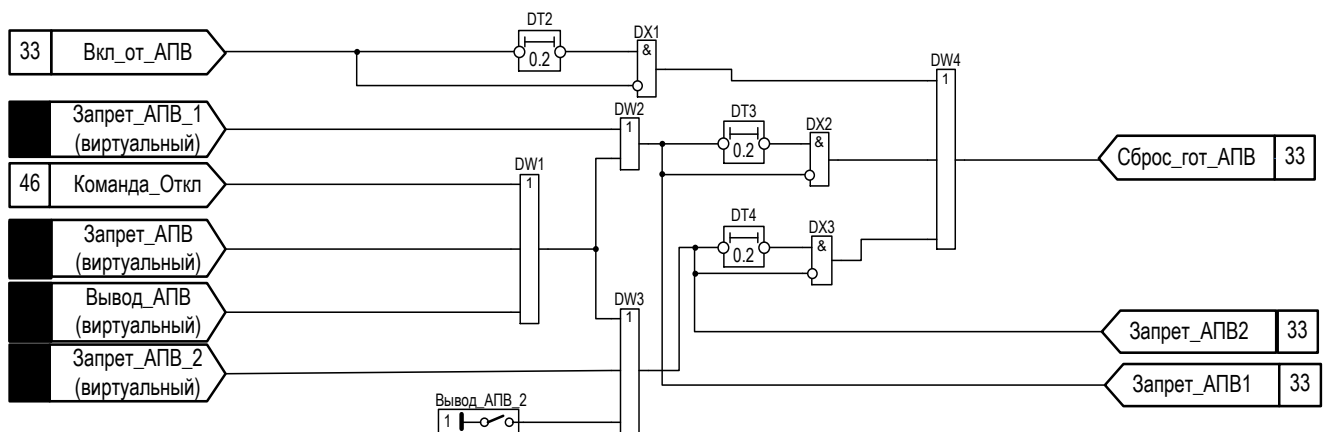 DT2
DX1
33 Вкл_от_АПВ
0.2
&
DW4
1
Запрет_АПВ_1
(виртуальный)
DW2
1
DT3
0.2
DX2
&
Сброс_гот_АПВ 33
46 Команда_Откл
DW1
1
Запрет_АПВ
(виртуальный)
DT4
0.2
DX3
&
Вывод_АПВ
(виртуальный)
DW3
1
Запрет_АПВ2 33
Запрет_АПВ_2
(виртуальный)
Запрет_АПВ1 33
Вывод_АПВ_2
1